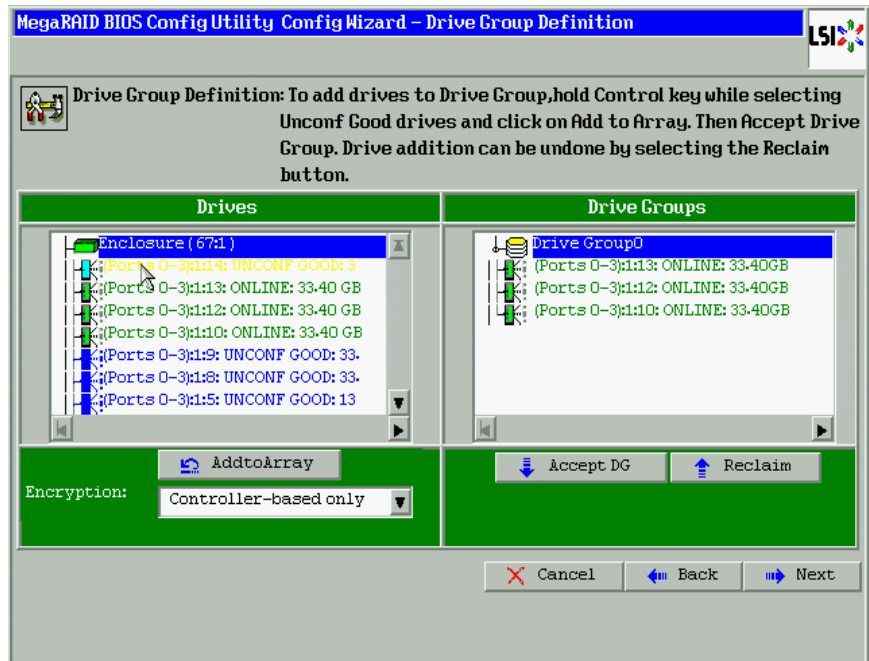 MegaRAID BIOS Config Utility Config Wizard – Drive Group Definition
LSI
Drive Group Definition: To add drives to Drive Group,hold Control key while selecting
Unconf Good drives and click on Add to Array. Then Accept Drive
Group. Drive addition can be undone by selecting the Reclaim
button.
Drives
Enclosure ( 67:1 )
(Ports 0-3):1:14: UNCONF GOOD: 3
(Ports 0-3):1:13: ONLINE: 33.40 GB
(Ports 0-3):1:12: ONLINE: 33.40 GB
(Ports 0-3):1:10: ONLINE: 33.40 GB
(Ports 0-3):1:9: UNCONF GOOD: 33.
(Ports 0-3):1:8: UNCONF GOOD: 33.
(Ports 0-3):1:5: UNCONF GOOD: 13
AddtoArray
Encryption:
Controller-based only
Drive Groups
Drive Group0
(Ports 0-3):1:13: ONLINE: 33.40GB
(Ports 0-3):1:12: ONLINE: 33.40GB
(Ports 0-3):1:10: ONLINE: 33.40GB
Accept DG
Reclaim
Cancel
Back
Next